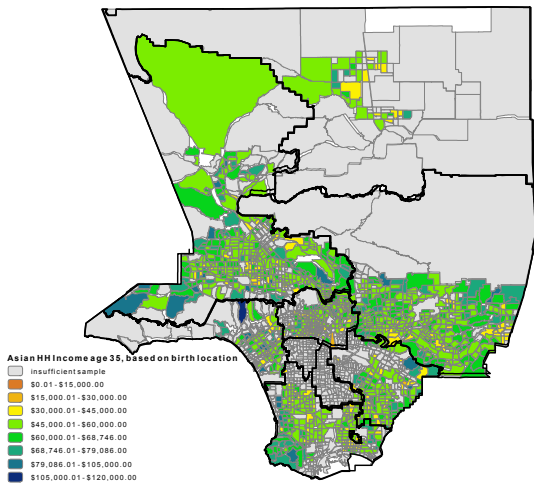 Asian HH Income age 35, based on birth location
insufficient sample
$0.01 - $15,000.00
$15,000.01 - $30,000.00
$30,000.01 - $45,000.00
$45,000.01 - $60,000.00
$60,000.01 - $68,746.00
$68,746.01 - $79,086.00
$79,086.01 - $105,000.00
$105,000.01 - $120,000.00